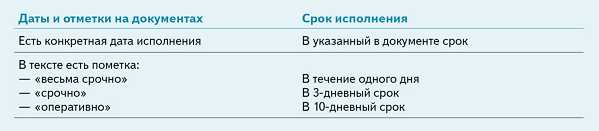 Даты и отметки на документах Срок исполнения
Есть конкретная дата исполнения В указанный в документе срок
В тексте есть пометка:
— «весьма срочно» В течение одного дня
— «срочно» В 3-дневный срок
— «оперативно» В 10-дневный срок